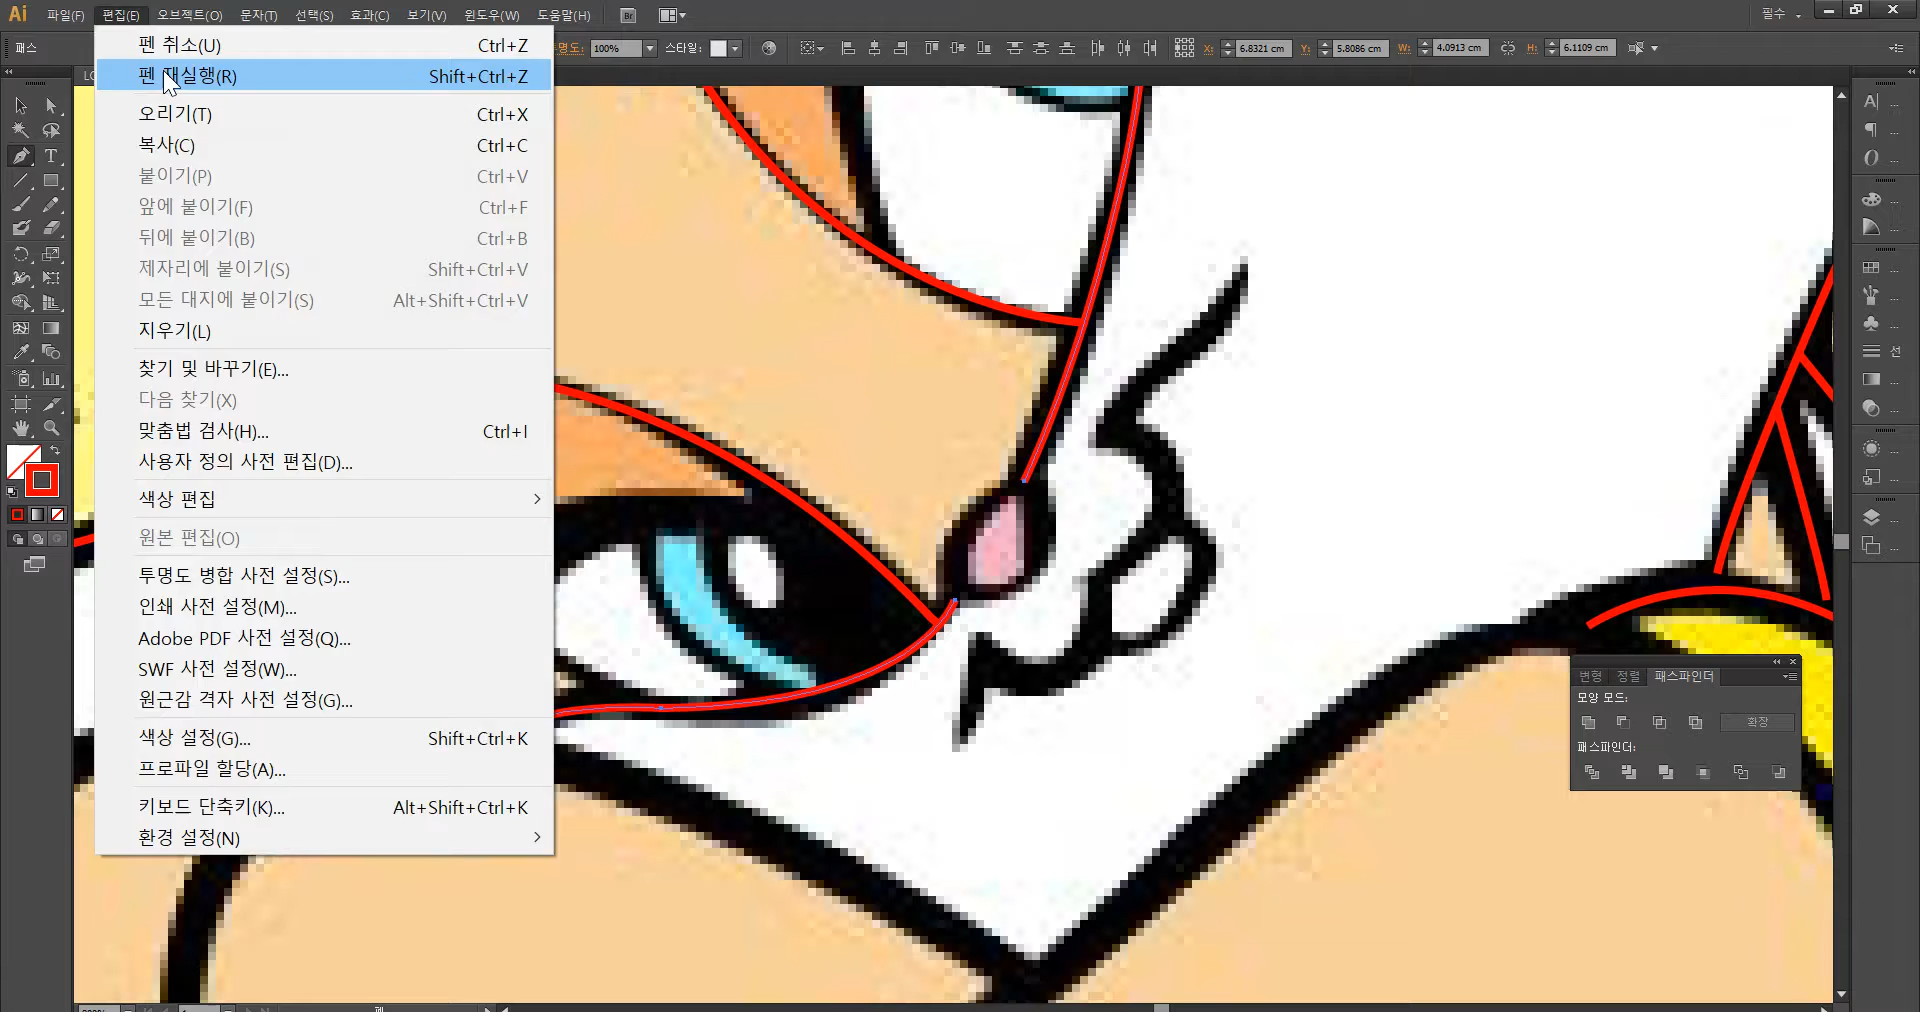 Ai 파일(F) 편집(E) 오브젝트(O) 문자(T) 선택(S) 효과(C) 보기(V) 윈도우(W) 도움말(H) Br 필수
패스 투명도: 100% 스타일: X: 6.8321 cm Y: 5.8086 cm W: 4.0913 cm H: 6.1109 cm
펜 취소(U) Ctrl+Z
펜 재실행(R) Shift+Ctrl+Z
오리기(T) Ctrl+X
복사(C) Ctrl+C
붙이기(P) Ctrl+V
앞에 붙이기(F) Ctrl+F
뒤에 붙이기(B) Ctrl+B
제자리에 붙이기(S) Shift+Ctrl+V
모든 대지에 붙이기(S) Alt+Shift+Ctrl+V
지우기(L)
찾기 및 바꾸기(E)...
다음 찾기(X)
맞춤법 검사(H)... Ctrl+I
사용자 정의 사전 편집(D)...
색상 편집
원본 편집(O)
투명도 병합 사전 설정(S)...
인쇄 사전 설정(M)...
Adobe PDF 사전 설정(Q)...
SWF 사전 설정(W)...
원근감 격자 사전 설정(G)...
색상 설정(G)... Shift+Ctrl+K
프로파일 할당(A)...
키보드 단축키(K)... Alt+Shift+Ctrl+K
환경 설정(N)
선
변형 정렬 패스파인더
모양 모드:
확장
패스파인더: